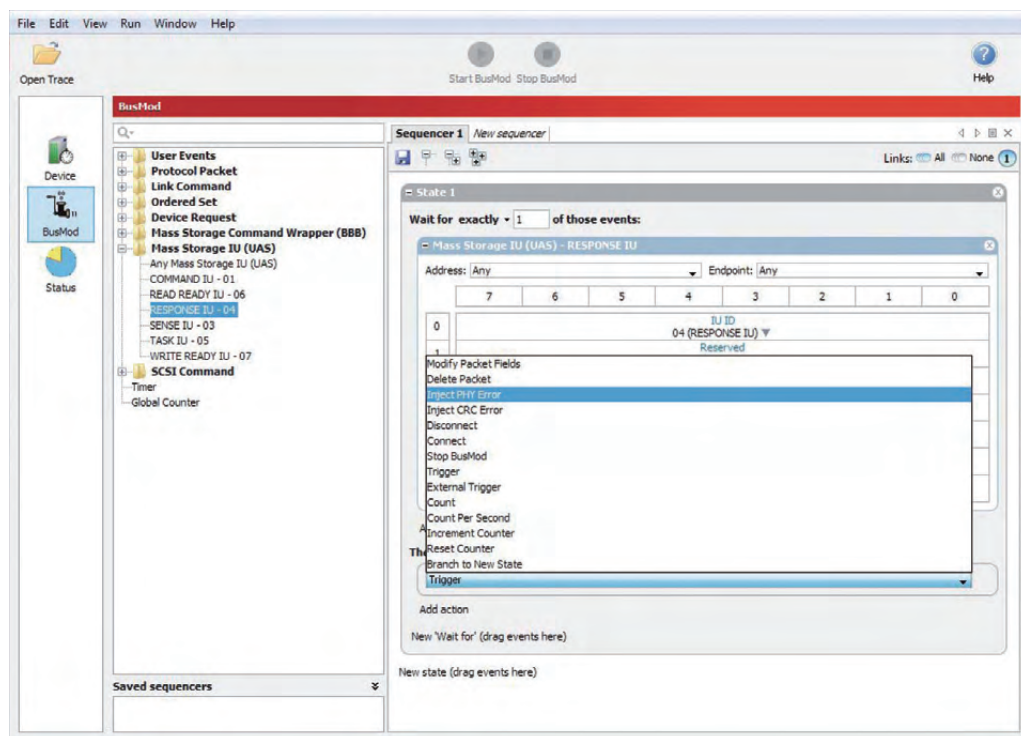 File Edit View Run Window Help
Open Trace
Start BusMod Stop BusMod
Help
BusMod
Device
BusMod
Status
User Events
Protocol Packet
Link Command
Ordered Set
Device Request
Mass Storage Command Wrapper (BBB)
Mass Storage IU (UAS)
Any Mass Storage IU (UAS)
COMMAND IU - 01
READ READY IU - 06
RESPONSE IU - 04
SENSE IU - 03
TASK IU - 05
WRITE READY IU - 07
SCSI Command
Timer
Global Counter
Saved sequencers
Sequencer 1 New sequencer
Links: All None 1
State 1
Wait for exactly 1 of those events:
Mass Storage IU (UAS) - RESPONSE IU
Address: Any Endpoint: Any
7 6 5 4 3 2 1 0
IU ID
0 04 (RESPONSE IU)
Reserved
Modify Packet Fields
Delete Packet
Inject PHY Error
Inject CRC Error
Disconnect
Connect
Stop BusMod
Trigger
External Trigger
Count
Count Per Second
Increment Counter
Reset Counter
Branch to New State
Trigger
Add action
New 'Wait for' (drag events here)
New state (drag events here)